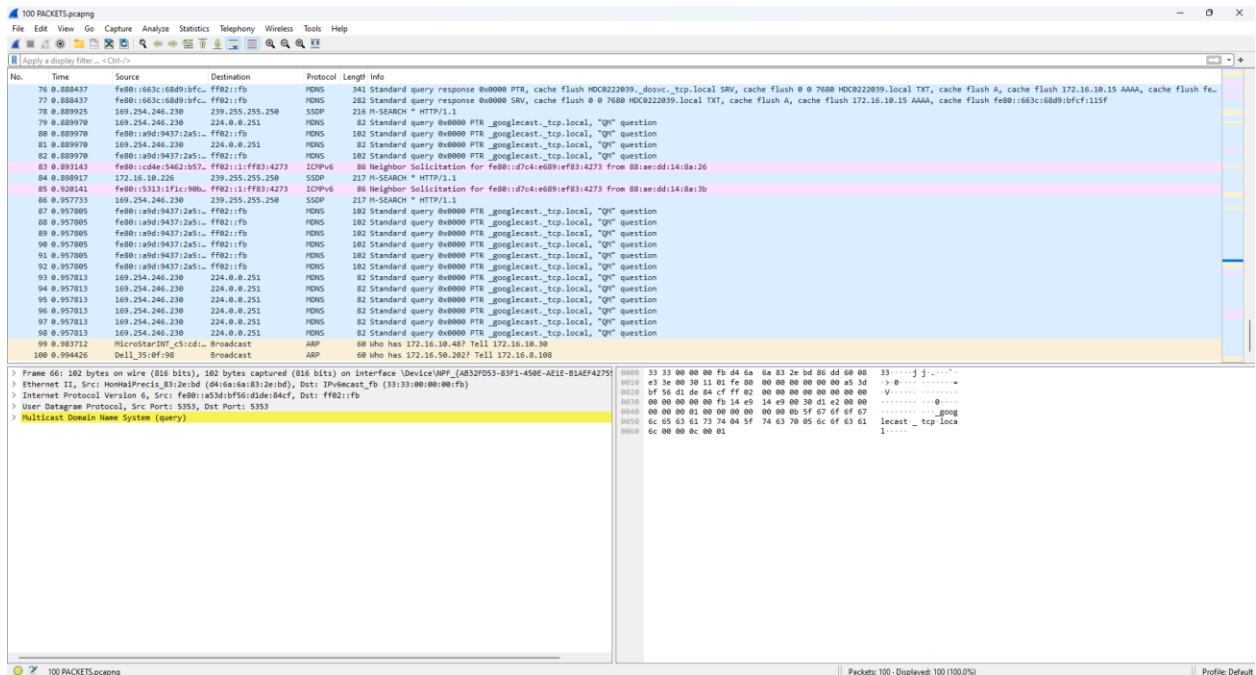 100 PACKETS.pcapng
File Edit View Go Capture Analyze Statistics Telephony Wireless Tools Help
Apply a display filter ... <Ctrl-/>
No. Time Source Destination Protocol Length Info
76 0.888437 fe80::663c:68d9:bfc… ff02::fb MDNS 341 Standard query response 0x0000 PTR, cache flush HDC0222039._dosvc._tcp.local SRV, cache flush 0 0 7680 HDC0222039.local TXT, cache flush A, cache flush 172.16.10.15 AAAA, cache flush fe…
77 0.888437 fe80::663c:68d9:bfc… ff02::fb MDNS 282 Standard query response 0x0000 SRV, cache flush 0 0 7680 HDC0222039.local TXT, cache flush A, cache flush 172.16.10.15 AAAA, cache flush fe80::663c:68d9:bfcf:115f
78 0.889925 169.254.246.230 239.255.255.250 SSDP 216 M-SEARCH * HTTP/1.1
79 0.889970 169.254.246.230 224.0.0.251 MDNS 82 Standard query 0x0000 PTR _googlecast._tcp.local, "QM" question
80 0.889970 fe80::a9d:9437:2a5:… ff02::fb MDNS 102 Standard query 0x0000 PTR _googlecast._tcp.local, "QM" question
81 0.889970 169.254.246.230 224.0.0.251 MDNS 82 Standard query 0x0000 PTR _googlecast._tcp.local, "QM" question
82 0.889970 fe80::a9d:9437:2a5:… ff02::fb MDNS 102 Standard query 0x0000 PTR _googlecast._tcp.local, "QM" question
83 0.893143 fe80::cd4e:5462:b57… ff02::1:ff83:4273 ICMPv6 86 Neighbor Solicitation for fe80::d7c4:e689:ef83:4273 from 88:ae:dd:14:8a:26
84 0.898917 172.16.10.226 239.255.255.250 SSDP 217 M-SEARCH * HTTP/1.1
85 0.920141 fe80::5313:1f1c:90b… ff02::1:ff83:4273 ICMPv6 86 Neighbor Solicitation for fe80::d7c4:e689:ef83:4273 from 88:ae:dd:14:8a:3b
86 0.957733 169.254.246.230 239.255.255.250 SSDP 217 M-SEARCH * HTTP/1.1
87 0.957805 fe80::a9d:9437:2a5:… ff02::fb MDNS 102 Standard query 0x0000 PTR _googlecast._tcp.local, "QM" question
88 0.957805 fe80::a9d:9437:2a5:… ff02::fb MDNS 102 Standard query 0x0000 PTR _googlecast._tcp.local, "QM" question
89 0.957805 fe80::a9d:9437:2a5:… ff02::fb MDNS 102 Standard query 0x0000 PTR _googlecast._tcp.local, "QM" question
90 0.957805 fe80::a9d:9437:2a5:… ff02::fb MDNS 102 Standard query 0x0000 PTR _googlecast._tcp.local, "QM" question
91 0.957805 fe80::a9d:9437:2a5:… ff02::fb MDNS 102 Standard query 0x0000 PTR _googlecast._tcp.local, "QM" question
92 0.957805 fe80::a9d:9437:2a5:… ff02::fb MDNS 102 Standard query 0x0000 PTR _googlecast._tcp.local, "QM" question
93 0.957813 169.254.246.230 224.0.0.251 MDNS 82 Standard query 0x0000 PTR _googlecast._tcp.local, "QM" question
94 0.957813 169.254.246.230 224.0.0.251 MDNS 82 Standard query 0x0000 PTR _googlecast._tcp.local, "QM" question
95 0.957813 169.254.246.230 224.0.0.251 MDNS 82 Standard query 0x0000 PTR _googlecast._tcp.local, "QM" question
96 0.957813 169.254.246.230 224.0.0.251 MDNS 82 Standard query 0x0000 PTR _googlecast._tcp.local, "QM" question
97 0.957813 169.254.246.230 224.0.0.251 MDNS 82 Standard query 0x0000 PTR _googlecast._tcp.local, "QM" question
98 0.957813 169.254.246.230 224.0.0.251 MDNS 82 Standard query 0x0000 PTR _googlecast._tcp.local, "QM" question
99 0.983712 MicroStarINT_c5:cd:… Broadcast ARP 60 Who has 172.16.10.48? Tell 172.16.10.30
100 0.994426 Dell_35:0f:98 Broadcast ARP 60 Who has 172.16.50.202? Tell 172.16.8.108
Frame 66: 102 bytes on wire (816 bits), 102 bytes captured (816 bits) on interface \Device\NPF_{AB32FD53-83F1-450E-AE1E-B1AEF4275
Ethernet II, Src: HonHaiPrecis_83:2e:bd (d4:6a:6a:83:2e:bd), Dst: IPv6mcast_fb (33:33:00:00:00:fb)
Internet Protocol Version 6, Src: fe80::a53d:bf56:d1de:84cf, Dst: ff02::fb
User Datagram Protocol, Src Port: 5353, Dst Port: 5353
Multicast Domain Name System (query)
0000 33 33 00 00 00 fb d4 6a 6a 83 2e bd 86 dd 60 08 33·····j j·.···`·
0010 e3 3e 00 30 11 01 fe 80 00 00 00 00 00 00 a5 3d ·>·0···· ·······=
0020 bf 56 d1 de 84 cf ff 02 00 00 00 00 00 00 00 00 ·V······ ········
0030 00 00 00 00 00 fb 14 e9 14 e9 00 30 d1 e2 00 00 ········ ···0····
0040 00 00 00 01 00 00 00 00 00 00 0b 5f 67 6f 6f 67 ········ ···_goog
0050 6c 65 63 61 73 74 04 5f 74 63 70 05 6c 6f 63 61 lecast·_ tcp·loca
0060 6c 00 00 0c 00 01 l·····
100 PACKETS.pcapng Packets: 100 · Displayed: 100 (100.0%) Profile: Default